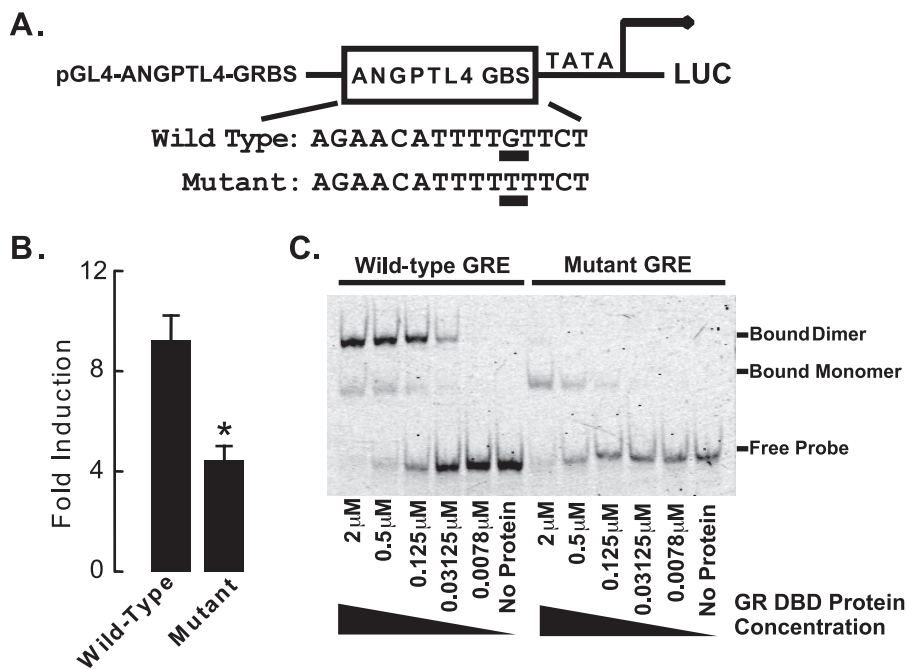 A.
pGL4-ANGPTL4-GRBS
ANGPTL4 GBS
TATA
LUC
Wild Type: AGAACATTTTGTTCT
Mutant: AGAACATTTTTTTCT
B.
Fold Induction
12
8
4
0
*
Wild-Type
Mutant
C.
Wild-type GRE
Mutant GRE
Bound Dimer
Bound Monomer
Free Probe
2μM
0.5μM
0.125μM
0.03125μM
0.0078μM
No Protein
2μM
0.5μM
0.125μM
0.03125μM
0.0078μM
No Protein
GR DBD Protein
Concentration